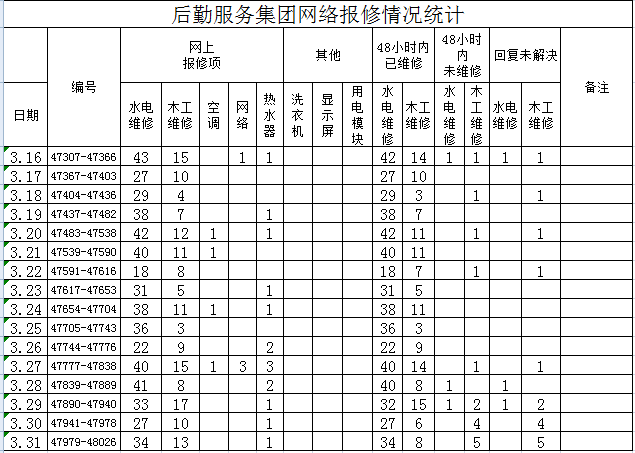 后勤服务集团网络报修情况统计
日期 编号 网上报修项 其他 48小时内已维修 48小时内未维修 回复未解决 备注
水电维修 木工维修 空调 网络 热水器 洗衣机 显示屏 用电模块 水电维修 木工维修 水电维修 木工维修 水电维修 木工维修
3.16 47307-47366 43 15 1 1 42 14 1 1 1 1
3.17 47367-47403 27 10 27 10
3.18 47404-47436 29 4 29 3 1 1
3.19 47437-47482 38 7 1 38 7
3.20 47483-47538 42 12 1 1 42 11 1 1
3.21 47539-47590 40 11 1 40 11
3.22 47591-47616 18 8 18 7 1 1
3.23 47617-47653 31 5 1 31 5
3.24 47654-47704 38 11 1 1 38 11
3.25 47705-47743 36 3 36 3
3.26 47744-47776 22 9 2 22 9
3.27 47777-47838 40 15 1 3 3 40 14 1 1
3.28 47839-47889 41 8 2 40 8 1 1
3.29 47890-47940 33 17 1 32 15 1 2 1 2
3.30 47941-47978 27 10 1 27 6 4 4
3.31 47979-48026 34 13 1 34 8 5 5